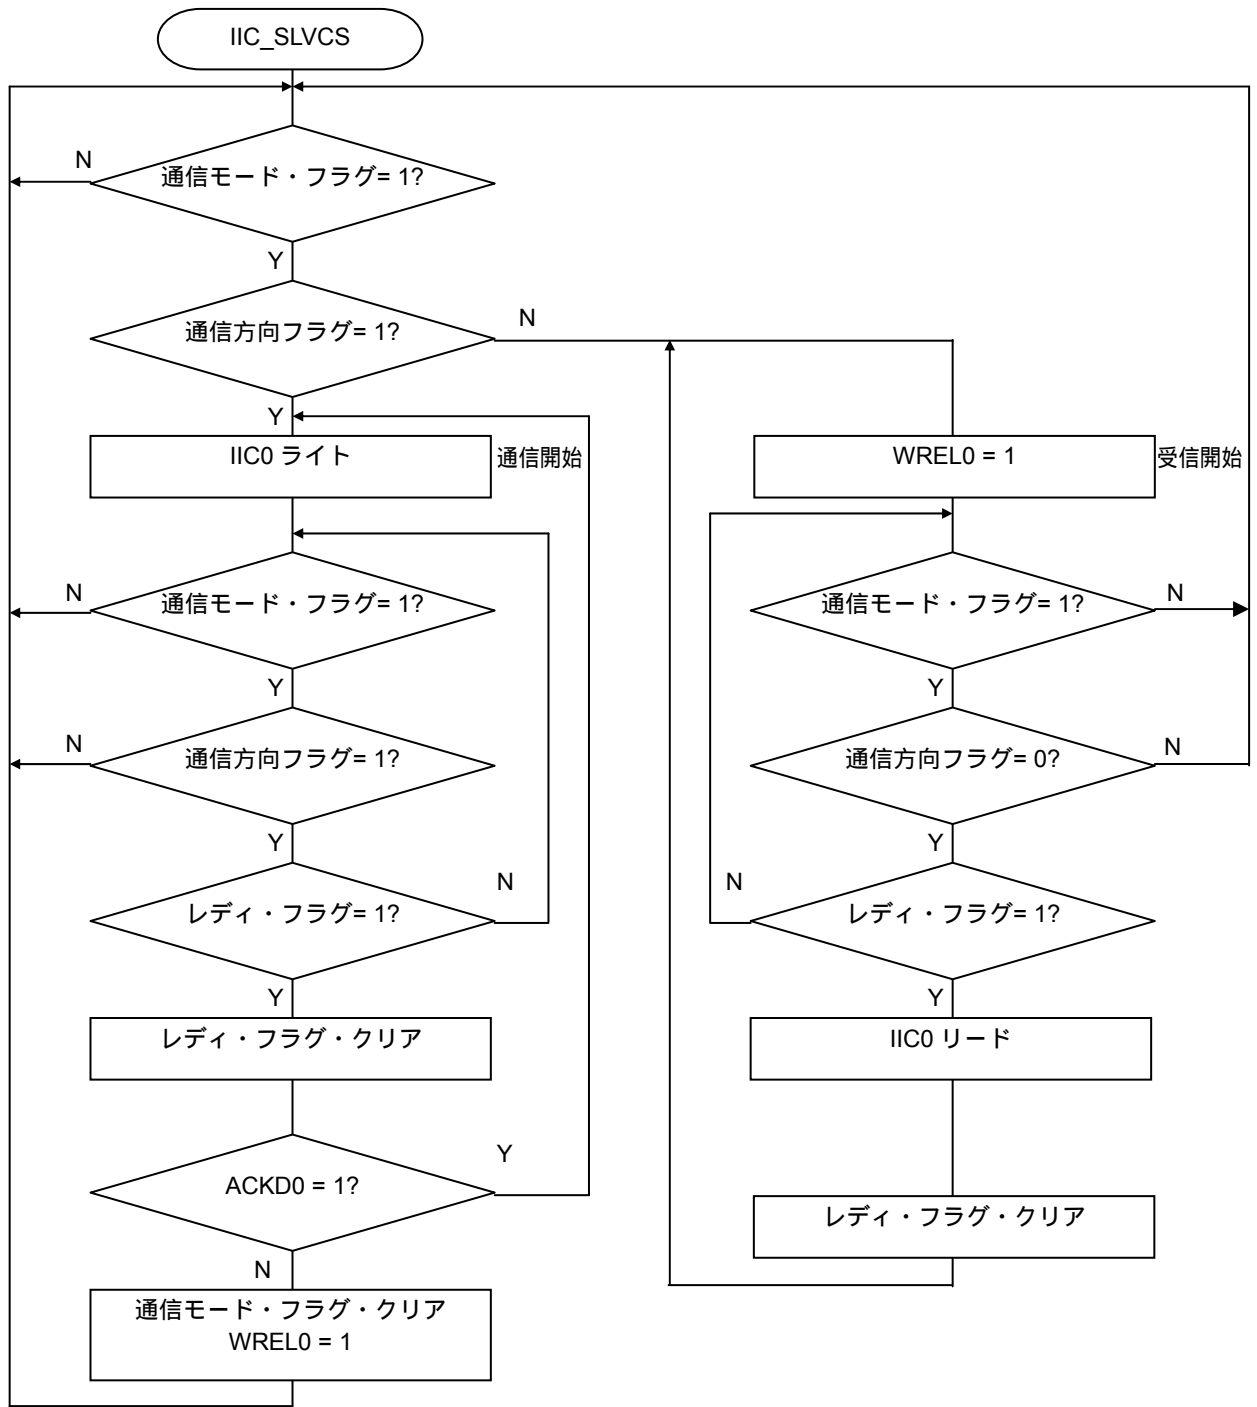 IIC_SLVCS
N
通信モード・フラグ= 1?
Y
通信方向フラグ= 1?
N
Y
IIC0 ライト
通信開始
N
通信モード・フラグ= 1?
Y
N
通信方向フラグ= 1?
Y
レディ・フラグ= 1?
N
Y
レディ・フラグ・クリア
ACKD0 = 1?
Y
N
通信モード・フラグ・クリア
WREL0 = 1
WREL0 = 1
受信開始
通信モード・フラグ= 1?
N
Y
通信方向フラグ= 0?
N
Y
N
レディ・フラグ= 1?
Y
IIC0 リード
レディ・フラグ・クリア